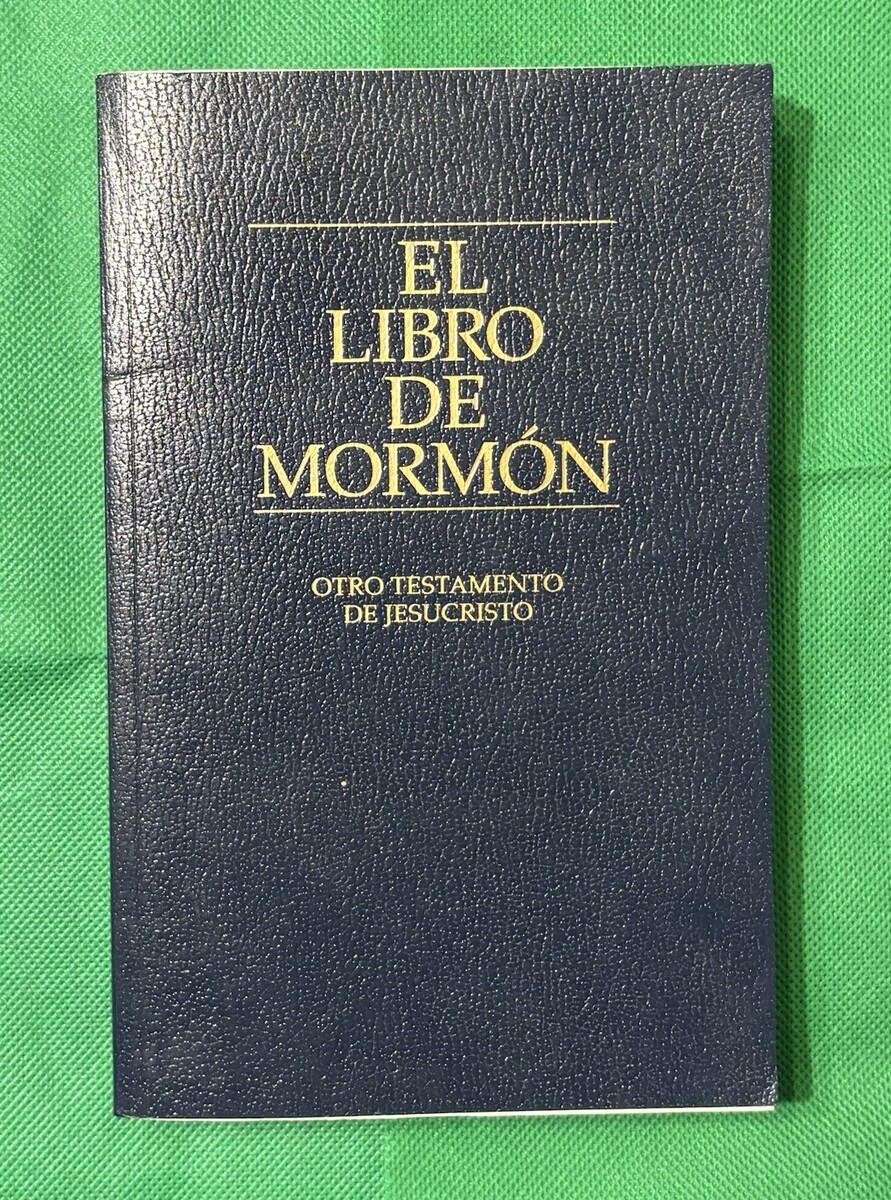 EL
LIBRO
DE
MORMÓN
OTRO TESTAMENTO
DE JESUCRISTO